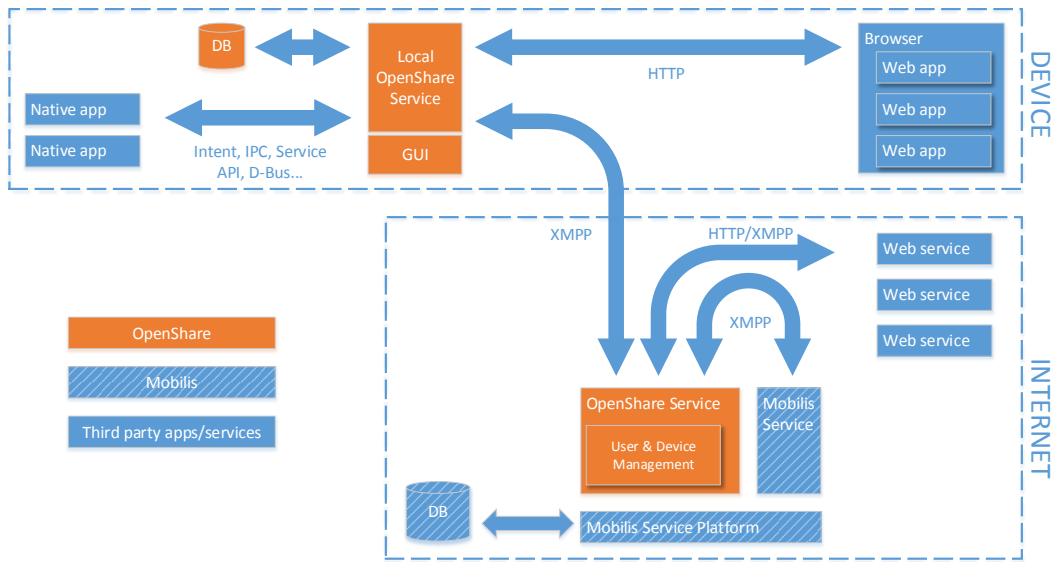 DB
Local
OpenShare
Service
GUI
Native app
Native app
Intent, IPC, Service
API, D-Bus...
HTTP
Browser
Web app
Web app
Web app
DEVICE
XMPP
HTTP/XMPP
XMPP
Web service
Web service
Web service
INTERNET
OpenShare
Mobilis
Third party apps/services
OpenShare Service
User & Device
Management
Mobilis
Service
DB
Mobilis Service Platform